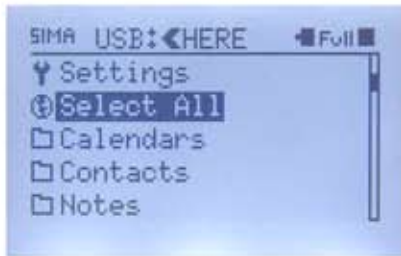 SIMA USB:<HERE Full
Settings
Select All
Calendars
Contacts
Notes